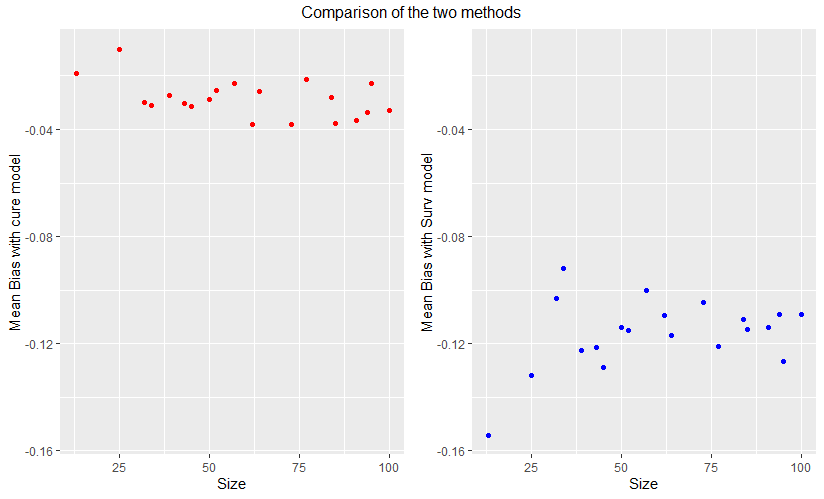 Comparison of the two methods
Mean Bias with cure model
-0.04
-0.08
-0.12
-0.16
25 50 75 100
Size
Mean Bias with Surv model
-0.04
-0.08
-0.12
-0.16
25 50 75 100
Size